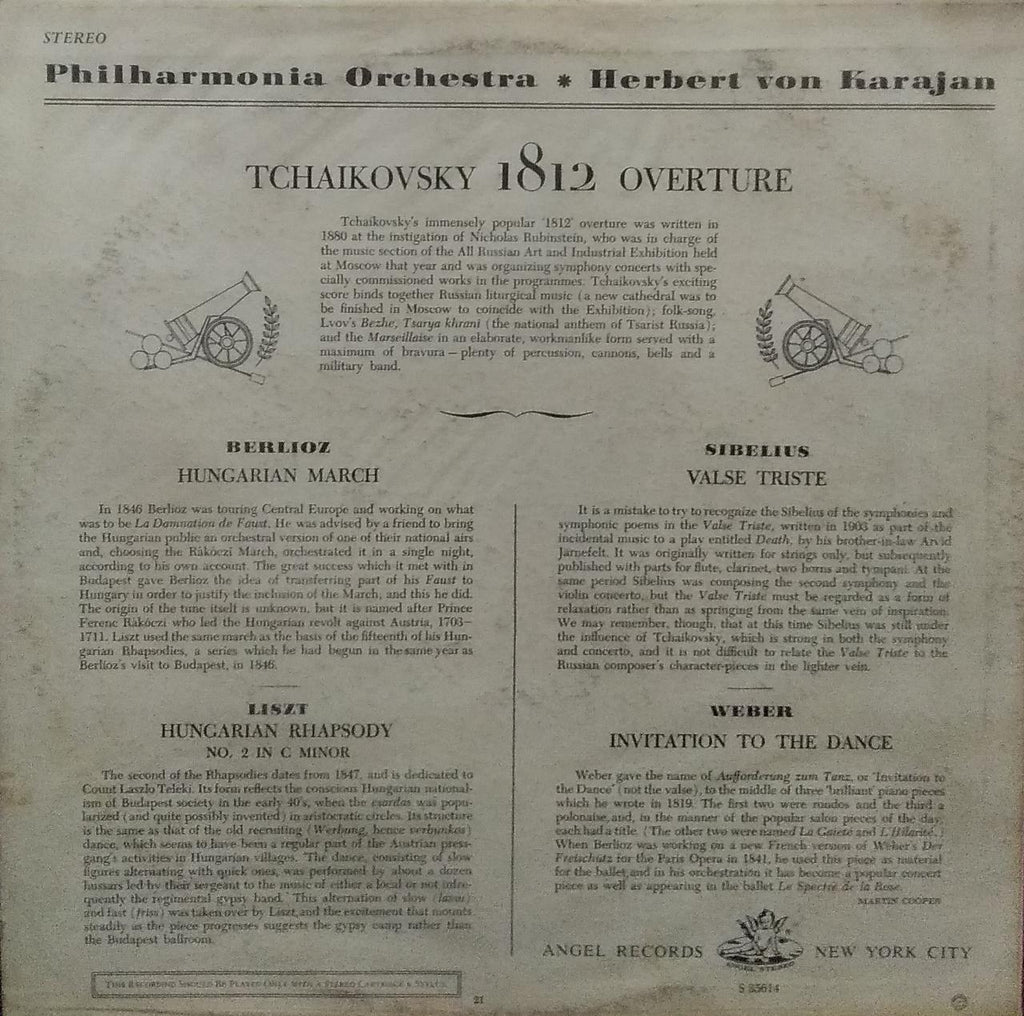 STEREO
Philharmonia Orchestra * Herbert von Karajan
TCHAIKOVSKY 1812 OVERTURE
Tchaikovsky's immensely popular '1812' overture was written in
1880 at the instigation of Nicholas Rubinstein, who was in charge of
the music section of the All Russian Art and Industrial Exhibition held
at Moscow that year and was organizing symphony concerts with spe-
cially commissioned works in the programmes. Tchaikovsky's exciting
score binds together Russian liturgical music (a new cathedral was to
be finished in Moscow to coincide with the Exhibition); folk-song,
Lvov's Bezhe, Tsarya khrani (the national anthem of Tsarist Russia);
and the Marseillaise in an elaborate, workmanlike form served with a
maximum of bravura — plenty of percussion, cannons, bells and a
military band.
BERLIOZ
HUNGARIAN MARCH
In 1846 Berlioz was touring Central Europe and working on what
was to be La Damnation de Faust. He was advised by a friend to bring
the Hungarian public an orchestral version of one of their national airs
and, choosing the Rákóczi March, orchestrated it in a single night,
according to his own account. The great success which it met with in
Budapest gave Berlioz the idea of transferring part of his Faust to
Hungary in order to justify the inclusion of the March, and this he did.
The origin of the tune itself is unknown, but it is named after Prince
Ferenc Rákóczi who led the Hungarian revolt against Austria, 1703-
1711. Liszt used the same march as the basis of the fifteenth of his Hun-
garian Rhapsodies, a series which he had begun in the same year as
Berlioz's visit to Budapest, in 1846.
LISZT
HUNGARIAN RHAPSODY
NO. 2 IN C MINOR
The second of the Rhapsodies dates from 1847, and is dedicated to
Count Laszlo Teleki. Its form reflects the conscious Hungarian national-
ism of Budapest society in the early 40's, when the csardas was popu-
larized (and quite possibly invented) in aristocratic circles. Its structure
is the same as that of the old recruiting (Werbung, hence verbunkos)
dance, which seems to have been a regular part of the Austrian press-
gang's activities in Hungarian villages. 'The dance, consisting of slow
figures alternating with quick ones, was performed by about a dozen
hussars led by their sergeant to the music of either a local or not infre-
quently the regimental gypsy band.' This alternation of slow (lassu)
and fast (friss) was taken over by Liszt, and the excitement that mounts
steadily as the piece progresses suggests the gypsy camp rather than
the Budapest ballroom.
THIS RECORDING SHOULD BE PLAYED ONLY WITH A STEREO CARTRIDGE & STYLUS.
SIBELIUS
VALSE TRISTE
It is a mistake to try to recognize the Sibelius of the symphonies and
symphonic poems in the Valse Triste, written in 1903 as part of the
incidental music to a play entitled Death, by his brother-in-law Arvid
Jarnefelt. It was originally written for strings only, but subsequently
published with parts for flute, clarinet, two horns and tympani. At the
same period Sibelius was composing the second symphony and the
violin concerto, but the Valse Triste must be regarded as a form of
relaxation rather than as springing from the same vein of inspiration.
We may remember, though, that at this time Sibelius was still under
the influence of Tchaikovsky, which is strong in both the symphony
and concerto, and it is not difficult to relate the Valse Triste to the
Russian composer's character-pieces in the lighter vein.
WEBER
INVITATION TO THE DANCE
Weber gave the name of Aufforderung zum Tanz, or 'Invitation to
the Dance' (not the valse), to the middle of three 'brilliant' piano pieces
which he wrote in 1819. The first two were rondos and the third a
polonaise, and, in the manner of the popular salon pieces of the day,
each had a title. (The other two were named La Gaieté and L'Hilarité.)
When Berlioz was working on a new French version of Weber's Der
Freischutz for the Paris Opera in 1841, he used this piece as material
for the ballet, and in his orchestration it has become a popular concert
piece as well as appearing in the ballet Le Spectre de la Rose.
MARTIN COOPER
ANGEL RECORDS
ANGEL STEREO
NEW YORK CITY
S 35614
21